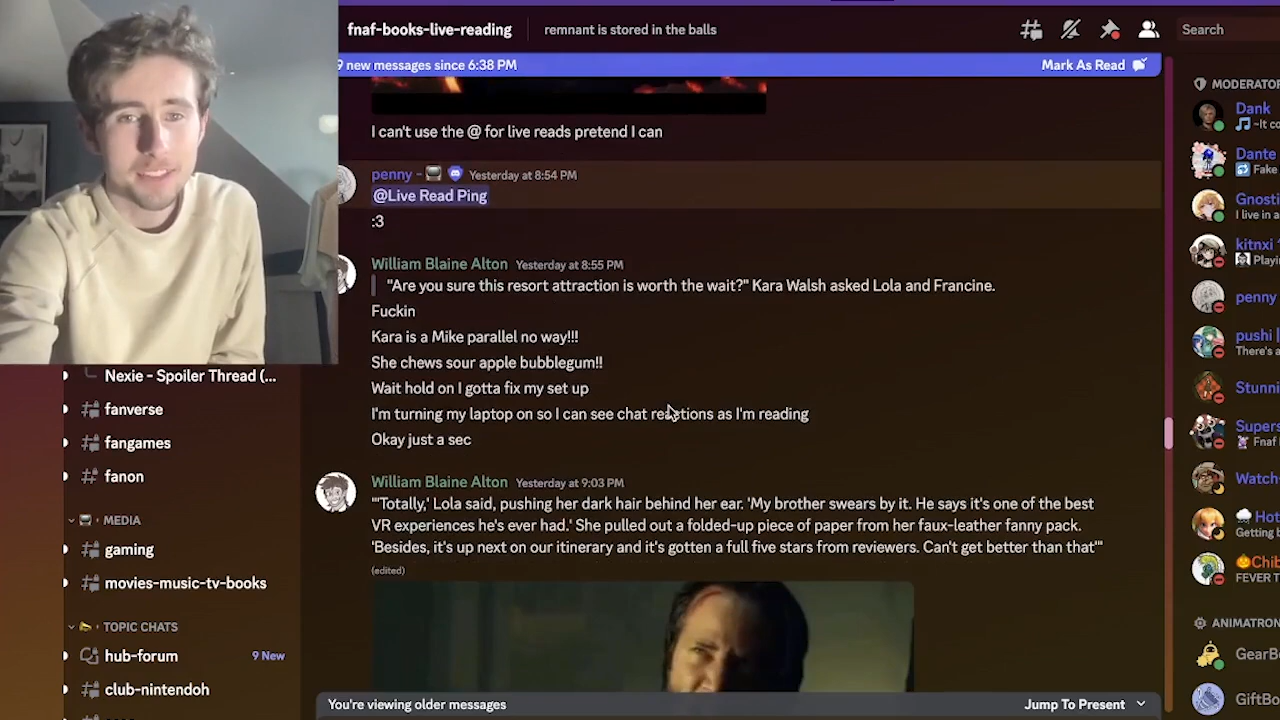 fnaf-books-live-reading
remnant is stored in the balls
Search
9 new messages since 6:38 PM
Mark As Read
I can't use the @ for live reads pretend I can
penny - Yesterday at 8:54 PM
@Live Read Ping
:3
William Blaine Alton Yesterday at 8:55 PM
"Are you sure this resort attraction is worth the wait?" Kara Walsh asked Lola and Francine.
Fuckin
Kara is a Mike parallel no way!!!
She chews sour apple bubblegum!!
Wait hold on I gotta fix my set up
I'm turning my laptop on so I can see chat reactions as I'm reading
Okay just a sec
William Blaine Alton Yesterday at 9:03 PM
"'Totally,' Lola said, pushing her dark hair behind her ear. 'My brother swears by it. He says it's one of the best
VR experiences he's ever had.' She pulled out a folded-up piece of paper from her faux-leather fanny pack.
'Besides, it's up next on our itinerary and it's gotten a full five stars from reviewers. Can't get better than that'"
(edited)
You're viewing older messages
Jump To Present
Nexie - Spoiler Thread (...
fanverse
fangames
fanon
MEDIA
gaming
movies-music-tv-books
TOPIC CHATS
hub-forum 9 New
club-nintendoh
MODERATOR
Dank
~It co
Dante
Fake
Gnosti
I live in a
kitnxi
Playi
penny
pushi |
There's a
Stunni
Supers
Fnaf
Watch
Hot
Getting b
Chib
FEVER T
ANIMATRON
GearBo
GiftBo